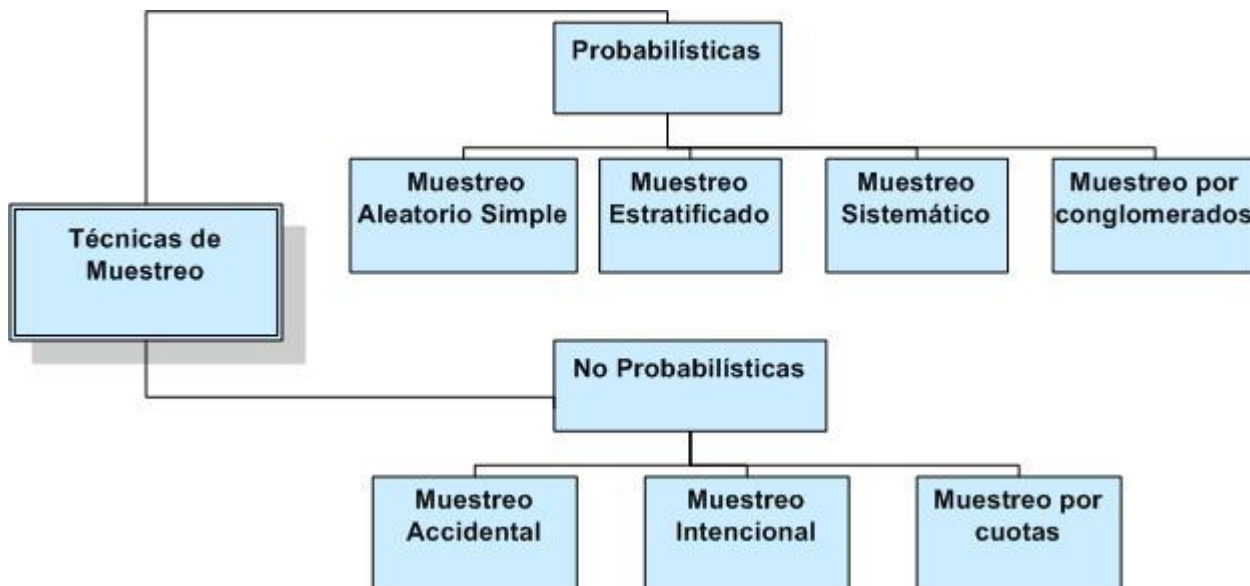 Probabilísticas
Muestreo
Aleatorio Simple
Muestreo
Estratificado
Muestreo
Sistemático
Muestreo por
conglomerados
Técnicas de
Muestreo
No Probabilísticas
Muestreo
Accidental
Muestreo
Intencional
Muestreo por
cuotas